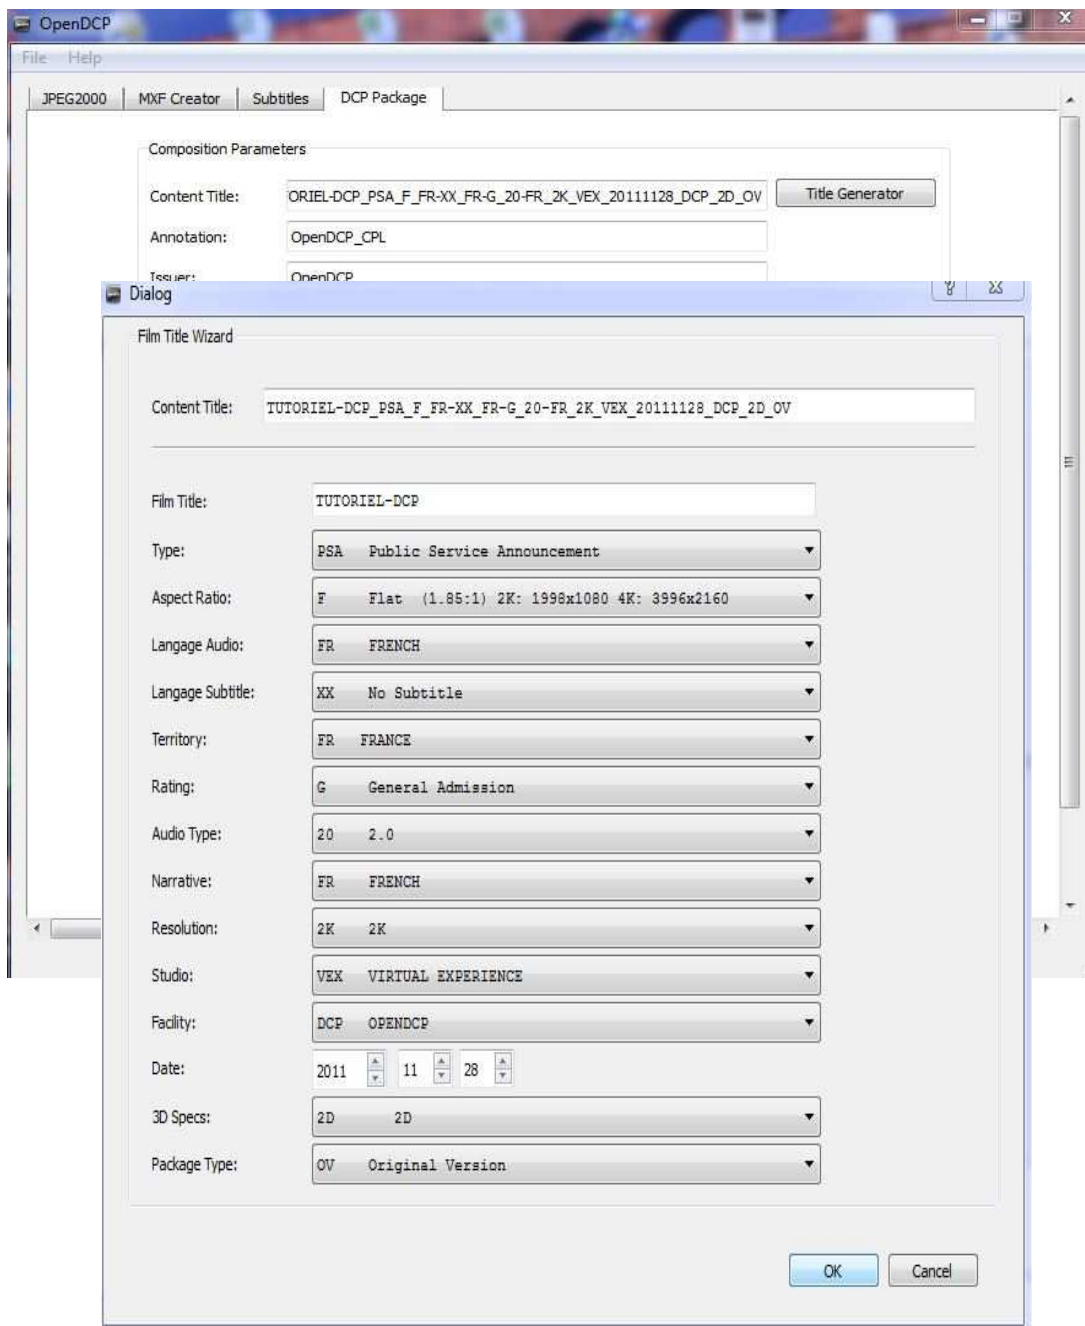 OpenDCP
File Help
JPEG2000 MXF Creator Subtitles DCP Package
Composition Parameters
Content Title: ORIEL-DCP_PSA_F_FR-XX_FR-G_20-FR_2K_VEX_20111128_DCP_2D_OV Title Generator
Annotation: OpenDCP_CPL
Issuer: OpenDCP
Dialog
Film Title Wizard
Content Title: TUTORIEL-DCP_PSA_F_FR-XX_FR-G_20-FR_2K_VEX_20111128_DCP_2D_OV
Film Title: TUTORIEL-DCP
Type: PSA Public Service Announcement
Aspect Ratio: F Flat (1.85:1) 2K: 1998x1080 4K: 3996x2160
Langage Audio: FR FRENCH
Langage Subtitle: XX No Subtitle
Territory: FR FRANCE
Rating: G General Admission
Audio Type: 20 2.0
Narrative: FR FRENCH
Resolution: 2K 2K
Studio: VEX VIRTUAL EXPERIENCE
Facility: DCP OPENDCP
Date: 2011 11 28
3D Specs: 2D 2D
Package Type: OV Original Version
OK Cancel